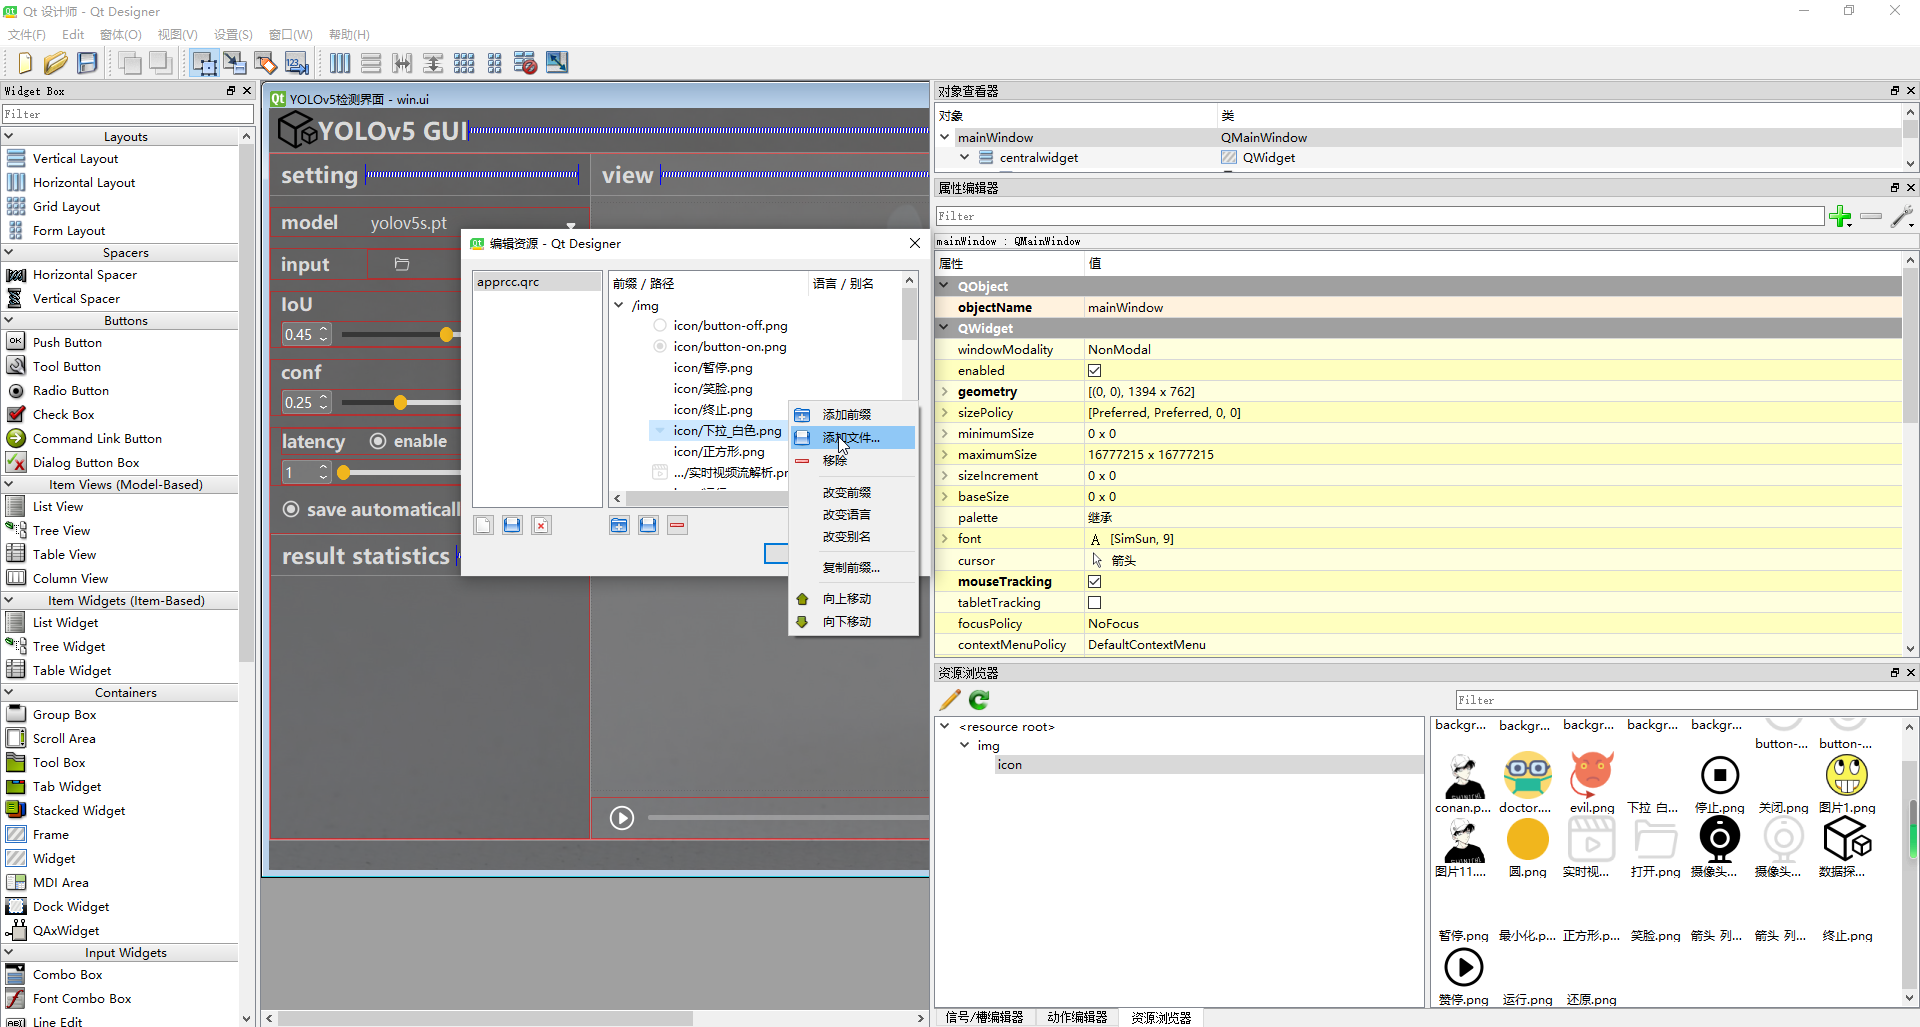 Qt 设计师 - Qt Designer
文件(F)
Edit
窗体(O)
视图(V)
设置(S)
窗口(W)
帮助(H)
Widget Box
Filter
Layouts
Vertical Layout
Horizontal Layout
Grid Layout
Form Layout
Spacers
Horizontal Spacer
Vertical Spacer
Buttons
Push Button
Tool Button
Radio Button
Check Box
Command Link Button
Dialog Button Box
Item Views (Model-Based)
List View
Tree View
Table View
Column View
Item Widgets (Item-Based)
List Widget
Tree Widget
Table Widget
Containers
Group Box
Scroll Area
Tool Box
Tab Widget
Stacked Widget
Frame
Widget
MDI Area
Dock Widget
QAxWidget
Input Widgets
Combo Box
Font Combo Box
Line Edit
YOLOv5检测界面 - win.ui
YOLOv5 GUI
setting
view
model
yolov5s.pt
input
IoU
0.45
conf
0.25
latency
enable
1
save automaticall
result statistics
编辑资源 - Qt Designer
apprcc.qrc
前缀 / 路径
语言 / 别名
/img
icon/button-off.png
icon/button-on.png
icon/暂停.png
icon/笑脸.png
icon/终止.png
icon/下拉_白色.png
icon/正方形.png
.../实时视频流解析.pr
添加前缀
添加文件...
移除
改变前缀
改变语言
改变别名
复制前缀...
向上移动
向下移动
对象查看器
对象
类
mainWindow
QMainWindow
centralwidget
QWidget
属性编辑器
Filter
mainWindow : QMainWindow
属性
值
QObject
objectName
mainWindow
QWidget
windowModality
NonModal
enabled
geometry
[(0, 0), 1394 x 762]
sizePolicy
[Preferred, Preferred, 0, 0]
minimumSize
0 x 0
maximumSize
16777215 x 16777215
sizeIncrement
0 x 0
baseSize
0 x 0
palette
继承
font
A [SimSun, 9]
cursor
箭头
mouseTracking
tabletTracking
focusPolicy
NoFocus
contextMenuPolicy
DefaultContextMenu
资源浏览器
Filter
<resource root>
img
icon
backgr...
backgr...
backgr...
backgr...
backgr...
button-...
button-...
conan.p...
doctor....
evil.png
下拉 白...
停止.png
关闭.png
图片1.png
图片11....
圆.png
实时视...
打开.png
摄像头...
摄像头...
数据探...
暂停.png
最小化.p...
正方形.p...
笑脸.png
箭头 列...
箭头 列...
终止.png
赞停.png
运行.png
还原.png
信号/槽编辑器
动作编辑器
资源浏览器